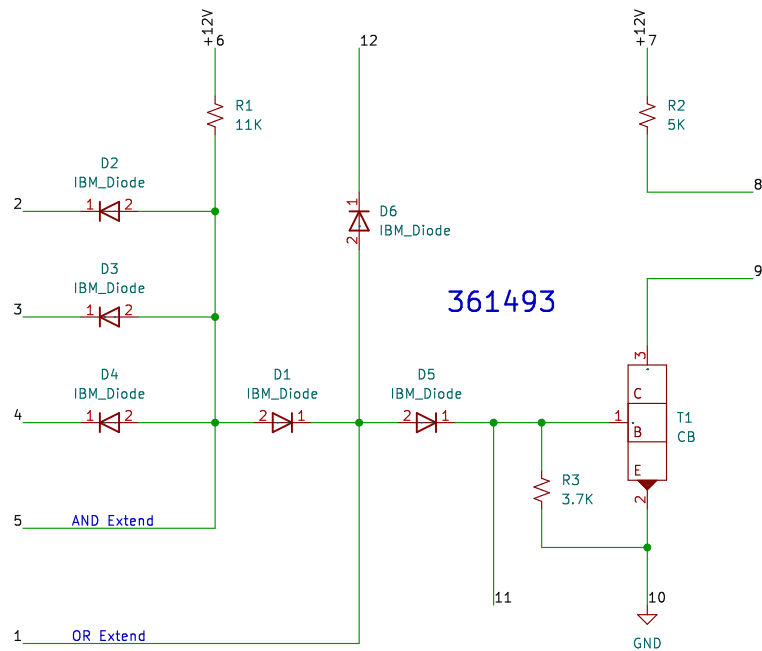 +12V
6
12
+12V
7
R1
11K
R2
5K
D2
IBM_Diode
2
1
2
8
1
D6
IBM_Diode
2
9
D3
IBM_Diode
3
1
2
361493
3
D4
IBM_Diode
4
1
2
D1
IBM_Diode
2
1
D5
IBM_Diode
2
1
1
C
B
E
T1
CB
R3
3.7K
2
5
AND Extend
11
10
1
OR Extend
GND